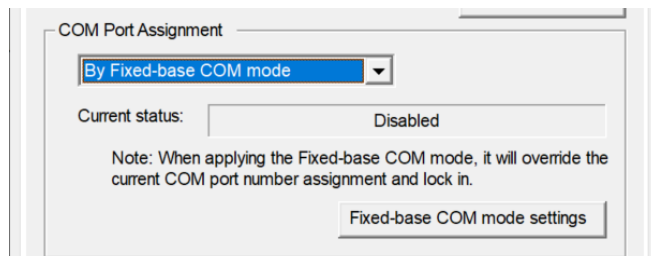 COM Port Assignment
By Fixed-base COM mode
Current status:
Disabled
Note: When applying the Fixed-base COM mode, it will override the
current COM port number assignment and lock in.
Fixed-base COM mode settings